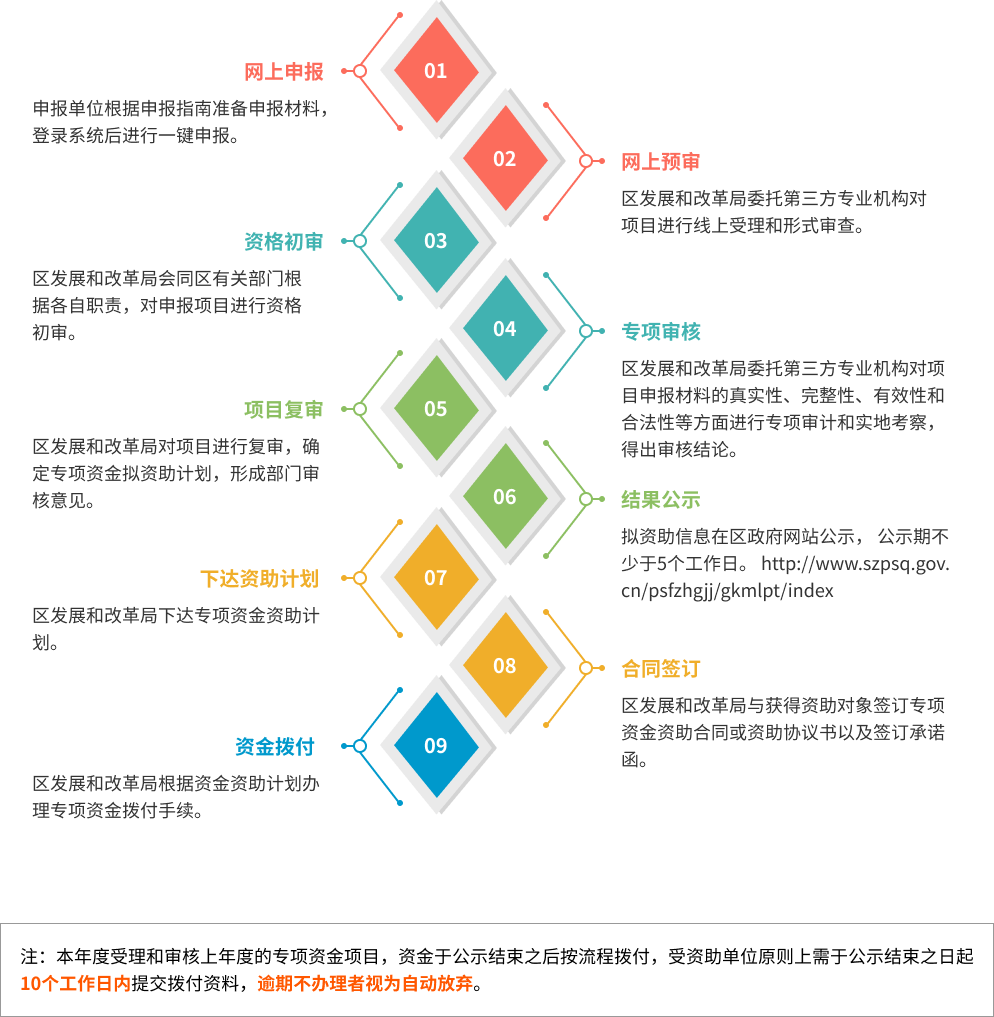 01
网上申报
申报单位根据申报指南准备申报材料，
登录系统后进行一键申报。
02
网上预审
区发展和改革局委托第三方专业机构对
项目进行线上受理和形式审查。
03
资格初审
区发展和改革局会同区有关部门根
据各自职责，对申报项目进行资格
初审。
04
专项审核
区发展和改革局委托第三方专业机构对项
目申报材料的真实性、完整性、有效性和
合法性等方面进行专项审计和实地考察，
得出审核结论。
05
项目复审
区发展和改革局对项目进行复审，确
定专项资金拟资助计划，形成部门审
核意见。
06
结果公示
拟资助信息在区政府网站公示， 公示期不
少于5个工作日。 http://www.szpsq.gov.
cn/psfzhgjj/gkmlpt/index
07
下达资助计划
区发展和改革局下达专项资金资助计
划。
08
合同签订
区发展和改革局与获得资助对象签订专项
资金资助合同或资助协议书以及签订承诺
函。
09
资金拨付
区发展和改革局根据资金资助计划办
理专项资金拨付手续。
注：本年度受理和审核上年度的专项资金项目，资金于公示结束之后按流程拨付，受资助单位原则上需于公示结束之日起
10个工作日内提交拨付资料，逾期不办理者视为自动放弃。